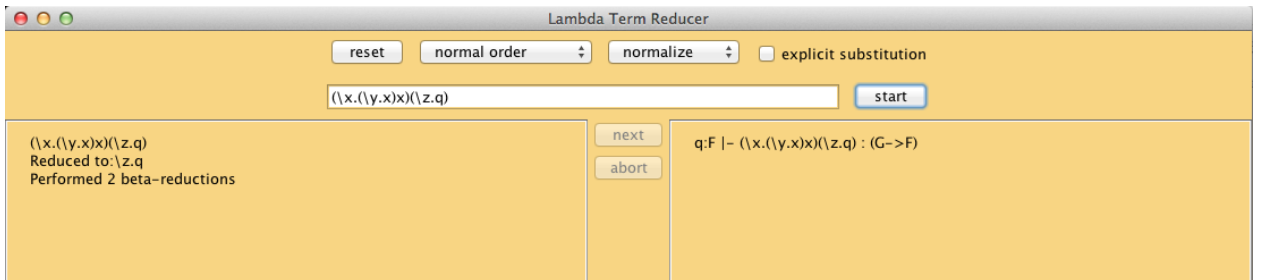 Lambda Term Reducer
reset normal order normalize explicit substitution
(\x.(\y.x)x)(\z.q) start
(\x.(\y.x)x)(\z.q)
Reduced to:\z.q
Performed 2 beta-reductions
next
abort
q:F |- (\x.(\y.x)x)(\z.q) : (G->F)